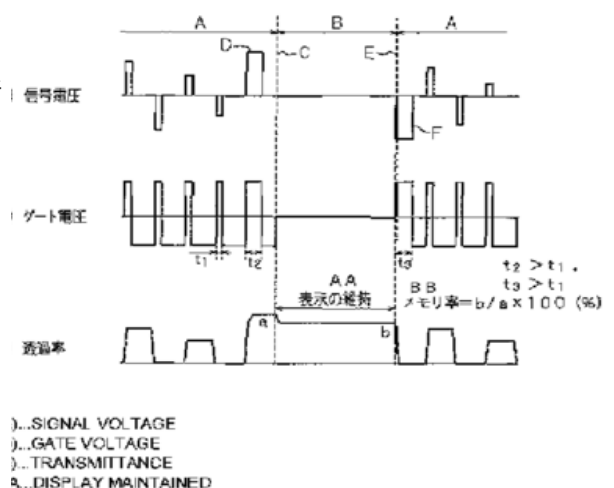 A B A
D C E
信号電圧
F
ゲート電圧
t1 t2 t3
t2 > t1 .
t3 > t1
AA
表示の維持
BB
メモリ率=b/a×100 (%)
a b
透過率
)...SIGNAL VOLTAGE
)...GATE VOLTAGE
)...TRANSMITTANCE
A...DISPLAY MAINTAINED